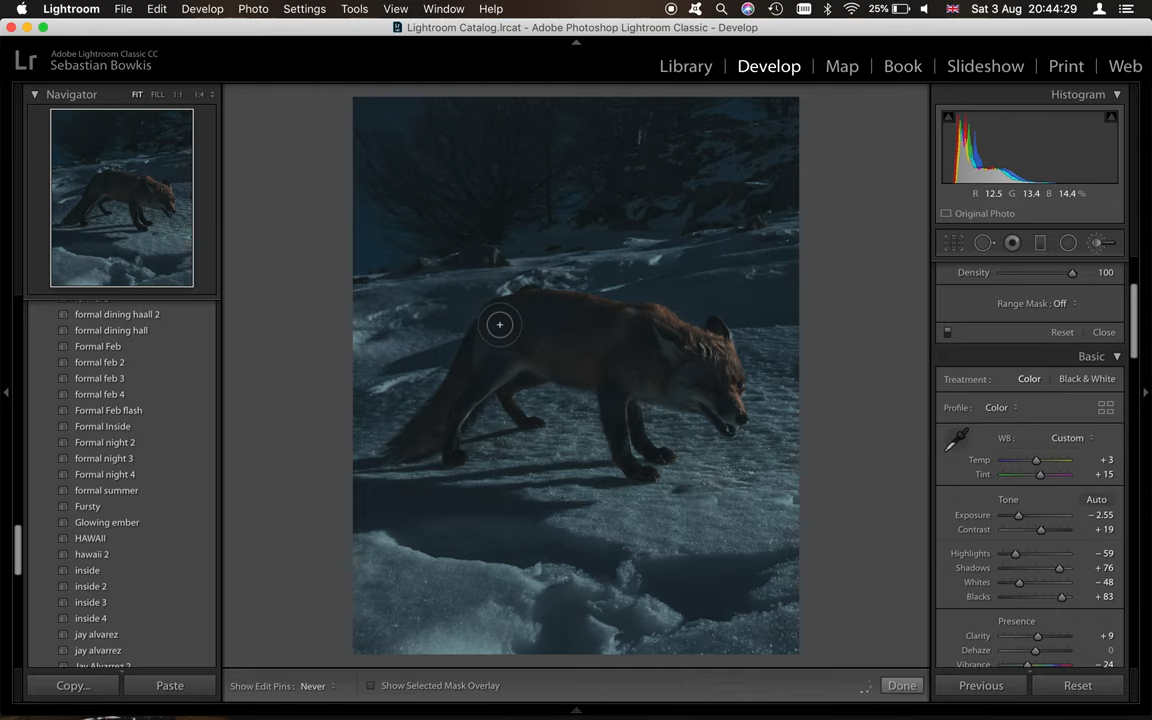 Lightroom File Edit Develop Photo Settings Tools View Window Help 25% Sat 3 Aug 20:44:29
Lightroom Catalog.lrcat - Adobe Photoshop Lightroom Classic - Develop
Lr Adobe Lightroom Classic CC
Sebastian Bowkis
Library Develop Map Book Slideshow Print Web
Navigator FIT FILL 1:1 1:4
formal dining haall 2
formal dining hall
Formal Feb
formal feb 2
formal feb 3
formal feb 4
Formal Feb flash
Formal Inside
Formal night 2
formal night 3
Formal night 4
formal summer
Fursty
Glowing ember
HAWAII
hawaii 2
inside
inside 2
inside 3
inside 4
jay alvarez
jay alvarrez
Jay Alvarez 2
Copy... Paste
Show Edit Pins: Never Show Selected Mask Overlay Done
Histogram
R 12.5 G 13.4 B 14.4 %
Original Photo
Density 100
Range Mask : Off
Reset Close
Basic
Treatment : Color Black & White
Profile : Color
WB : Custom
Temp + 3
Tint + 15
Tone Auto
Exposure − 2.55
Contrast + 19
Highlights − 59
Shadows + 76
Whites − 48
Blacks + 83
Presence
Clarity + 9
Dehaze 0
Vibrance − 24
Previous Reset